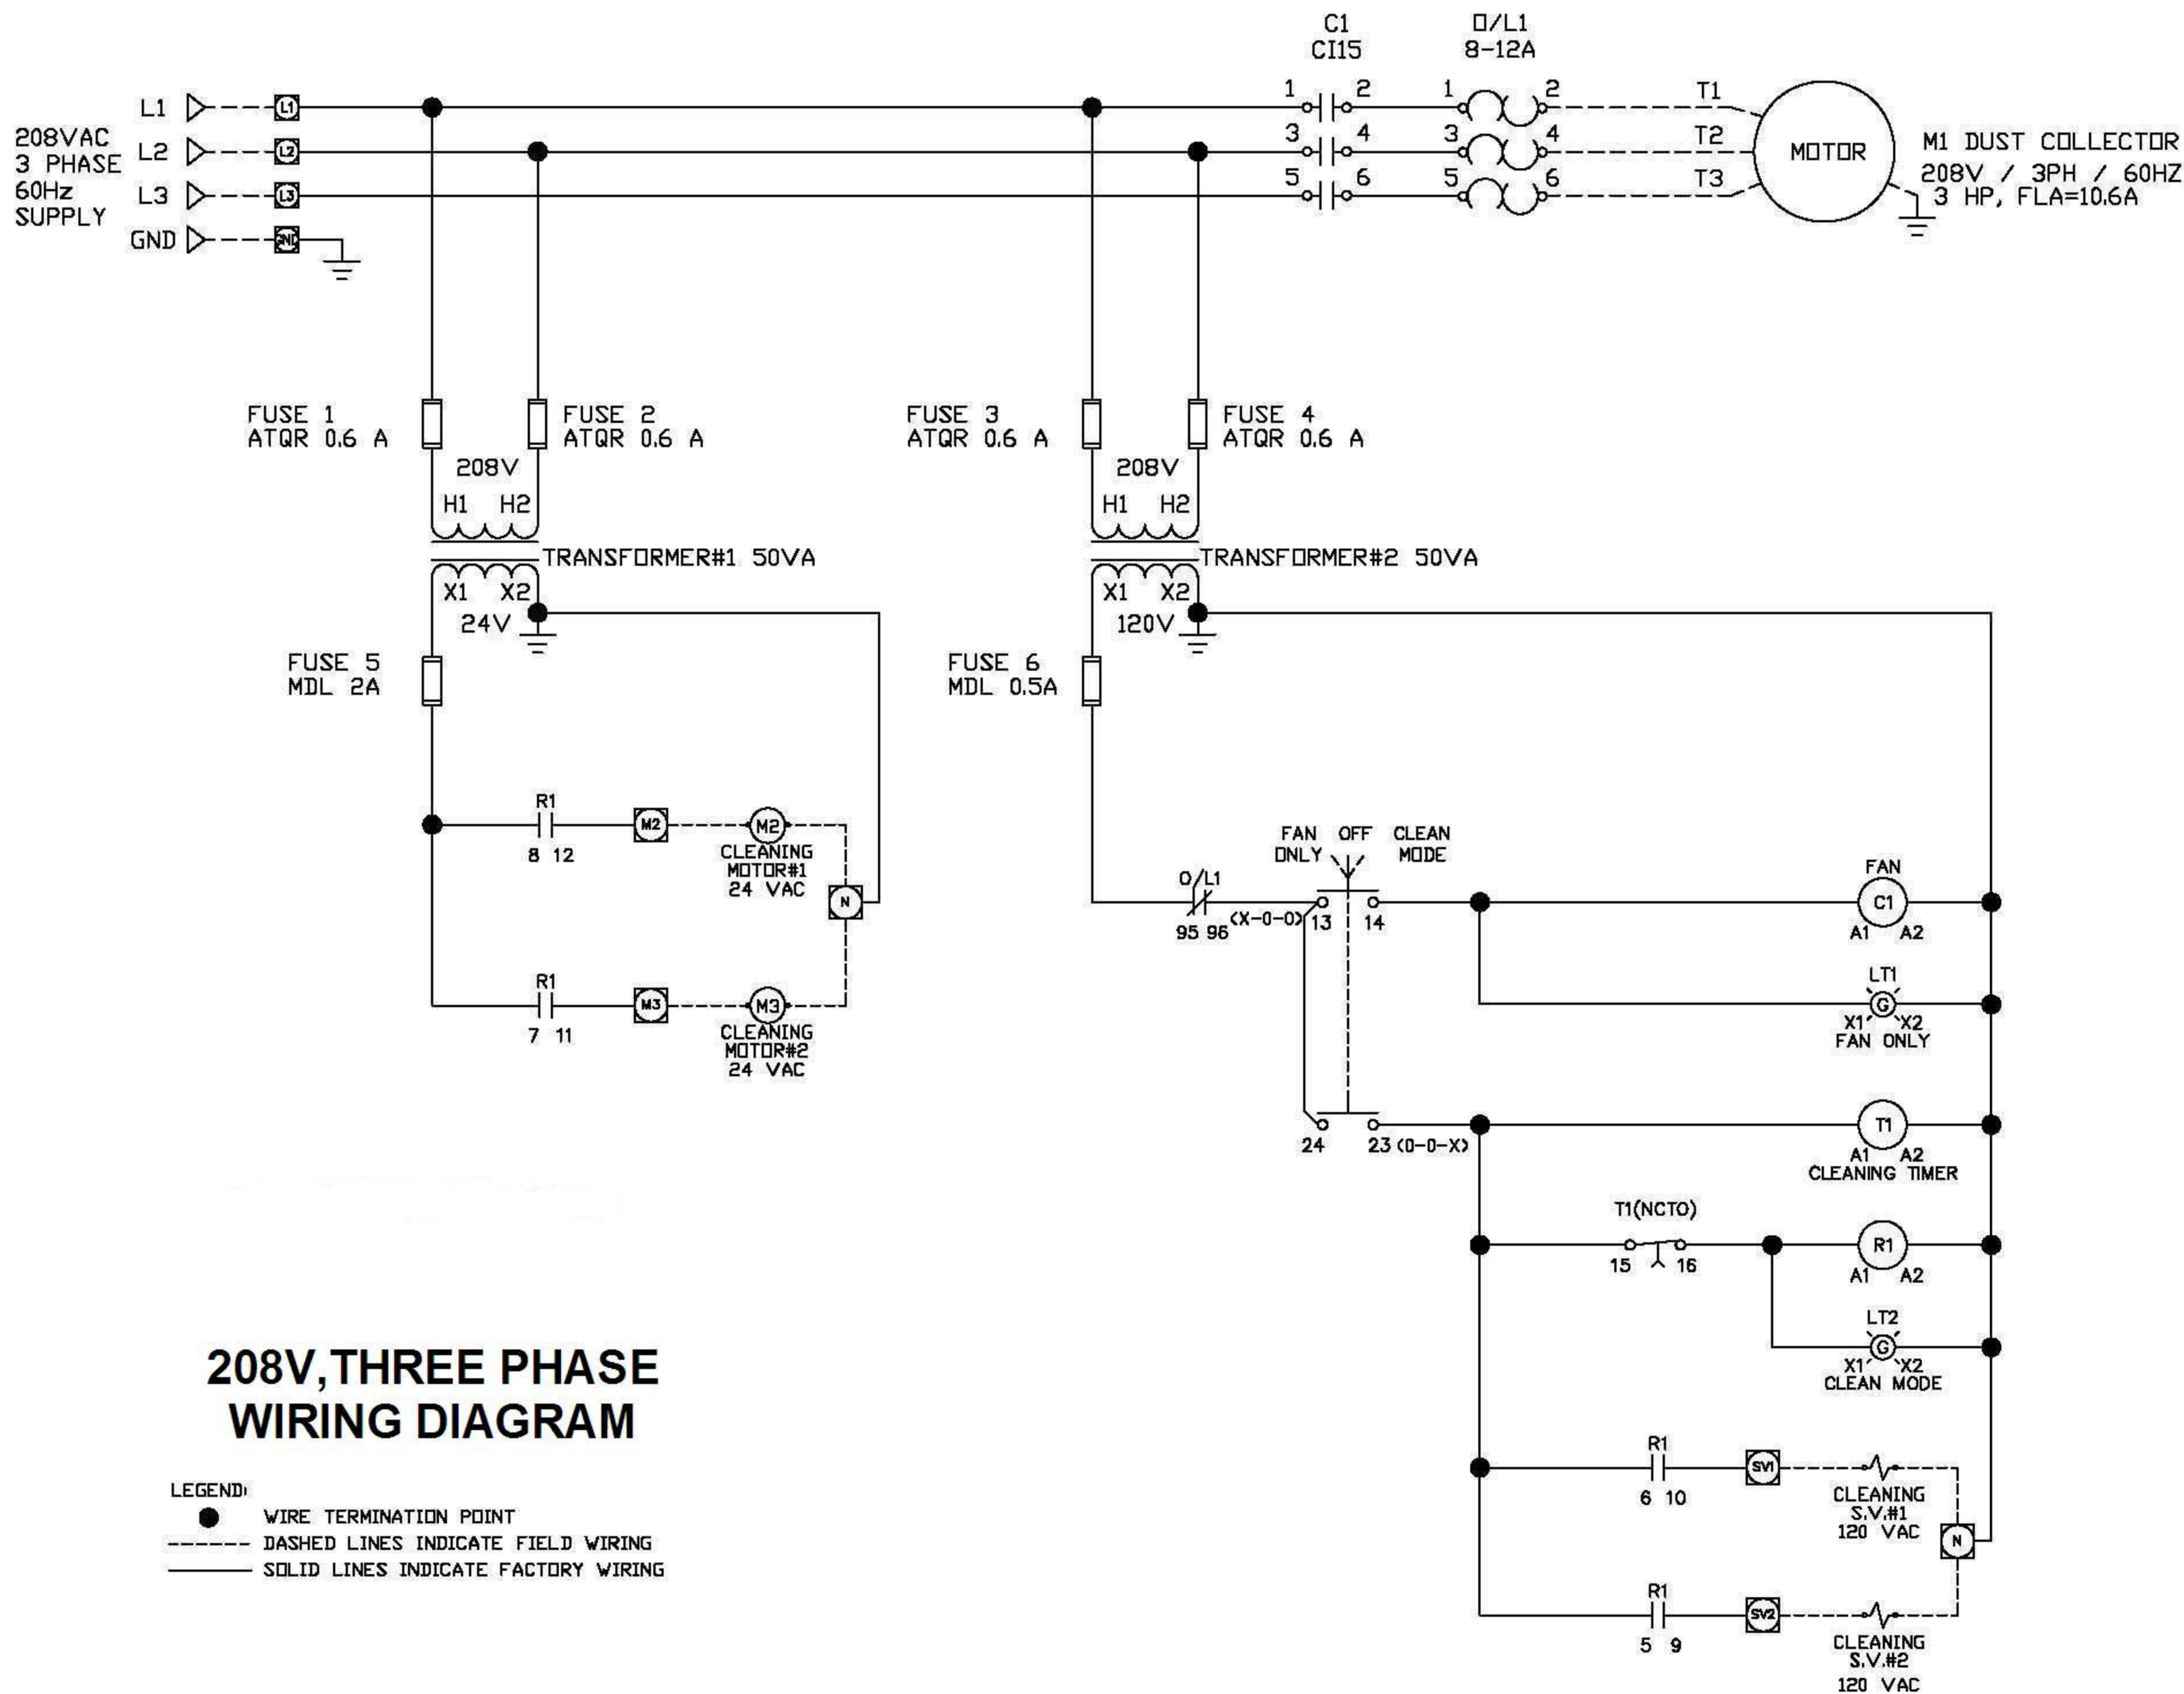 C1
CI15
O/L1
8-12A
208VAC
3 PHASE
60Hz
SUPPLY
L1
L2
L3
GND
L1
L2
L3
GND
1 2
3 4
5 6
1 2
3 4
5 6
T1
T2
T3
MOTOR
M1 DUST COLLECTOR
208V / 3PH / 60HZ
3 HP, FLA=10.6A
FUSE 1
ATQR 0.6 A
FUSE 2
ATQR 0.6 A
FUSE 3
ATQR 0.6 A
FUSE 4
ATQR 0.6 A
208V
H1 H2
TRANSFORMER#1 50VA
X1 X2
24V
208V
H1 H2
TRANSFORMER#2 50VA
X1 X2
120V
FUSE 5
MDL 2A
FUSE 6
MDL 0.5A
R1
8 12
M2
M2
CLEANING
MOTOR#1
24 VAC
N
R1
7 11
M3
M3
CLEANING
MOTOR#2
24 VAC
FAN OFF CLEAN
ONLY MODE
O/L1
95 96
(X-0-0)
13 14
FAN
C1
A1 A2
LT1
G
X1 X2
FAN ONLY
24 23 (0-0-X)
T1
A1 A2
CLEANING TIMER
T1(NCTO)
15 16
R1
A1 A2
LT2
G
X1 X2
CLEAN MODE
R1
6 10
SV1
CLEANING
S.V.#1
120 VAC
N
R1
5 9
SV2
CLEANING
S.V.#2
120 VAC
208V,THREE PHASE
WIRING DIAGRAM
LEGEND:
WIRE TERMINATION POINT
DASHED LINES INDICATE FIELD WIRING
SOLID LINES INDICATE FACTORY WIRING